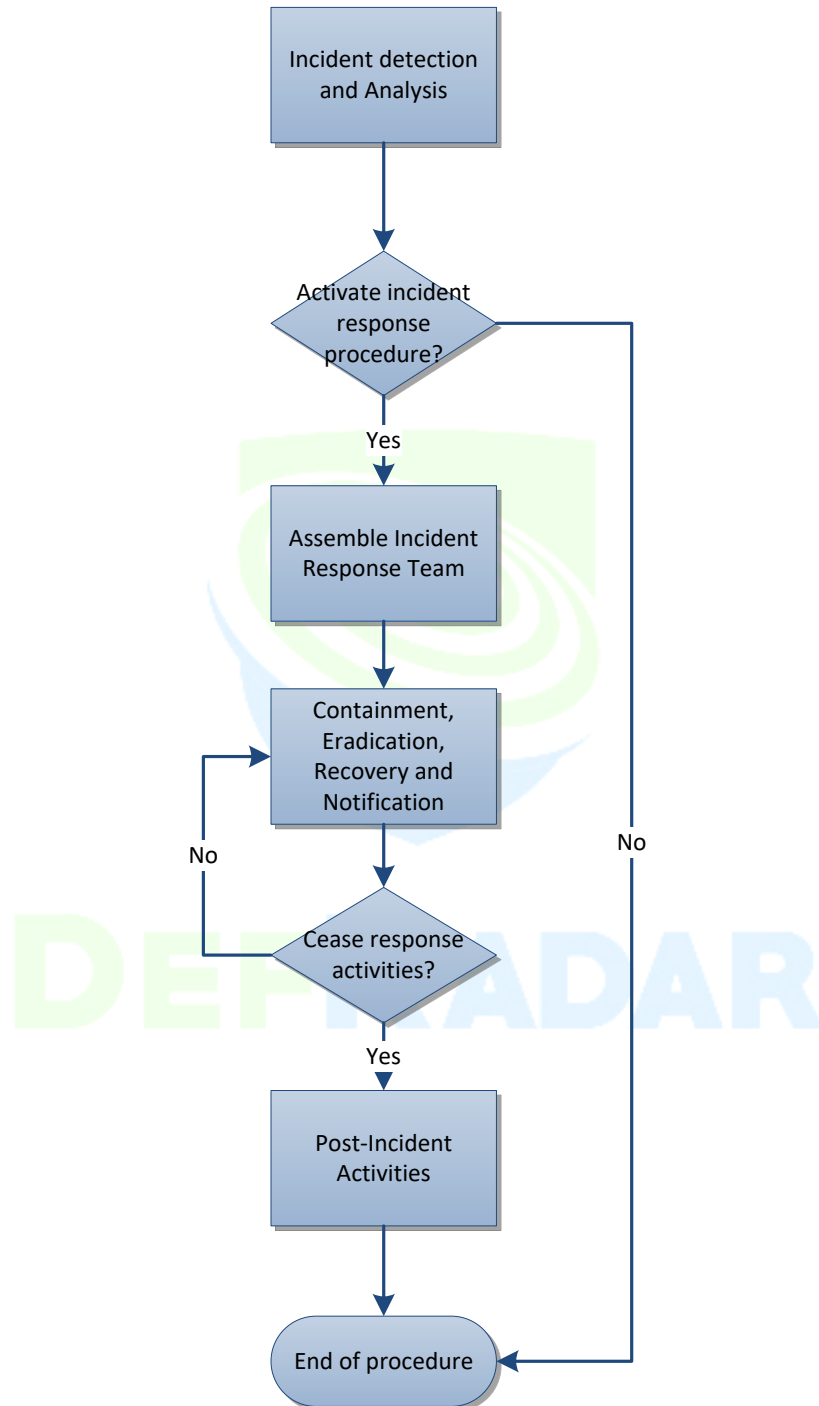 Incident detection
and Analysis
Activate incident
response
procedure?
Yes
Assemble Incident
Response Team
Containment,
Eradication,
Recovery and
Notification
No
No
Cease response
activities?
DEFRADAR
Yes
Post-Incident
Activities
End of procedure